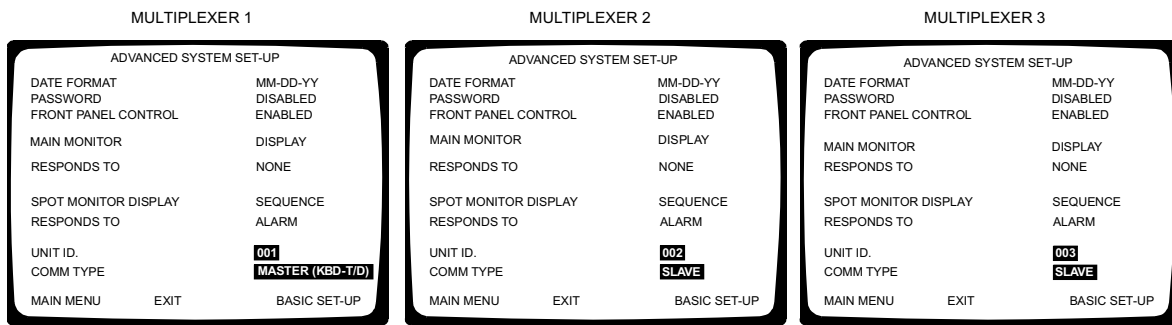 MULTIPLEXER 1
ADVANCED SYSTEM SET-UP
DATE FORMAT MM-DD-YY
PASSWORD DISABLED
FRONT PANEL CONTROL ENABLED
MAIN MONITOR DISPLAY
RESPONDS TO NONE
SPOT MONITOR DISPLAY SEQUENCE
RESPONDS TO ALARM
UNIT ID. 001
COMM TYPE MASTER (KBD-T/D)
MAIN MENU EXIT BASIC SET-UP
MULTIPLEXER 2
ADVANCED SYSTEM SET-UP
DATE FORMAT MM-DD-YY
PASSWORD DISABLED
FRONT PANEL CONTROL ENABLED
MAIN MONITOR DISPLAY
RESPONDS TO NONE
SPOT MONITOR DISPLAY SEQUENCE
RESPONDS TO ALARM
UNIT ID. 002
COMM TYPE SLAVE
MAIN MENU EXIT BASIC SET-UP
MULTIPLEXER 3
ADVANCED SYSTEM SET-UP
DATE FORMAT MM-DD-YY
PASSWORD DISABLED
FRONT PANEL CONTROL ENABLED
MAIN MONITOR DISPLAY
RESPONDS TO NONE
SPOT MONITOR DISPLAY SEQUENCE
RESPONDS TO ALARM
UNIT ID. 003
COMM TYPE SLAVE
MAIN MENU EXIT BASIC SET-UP